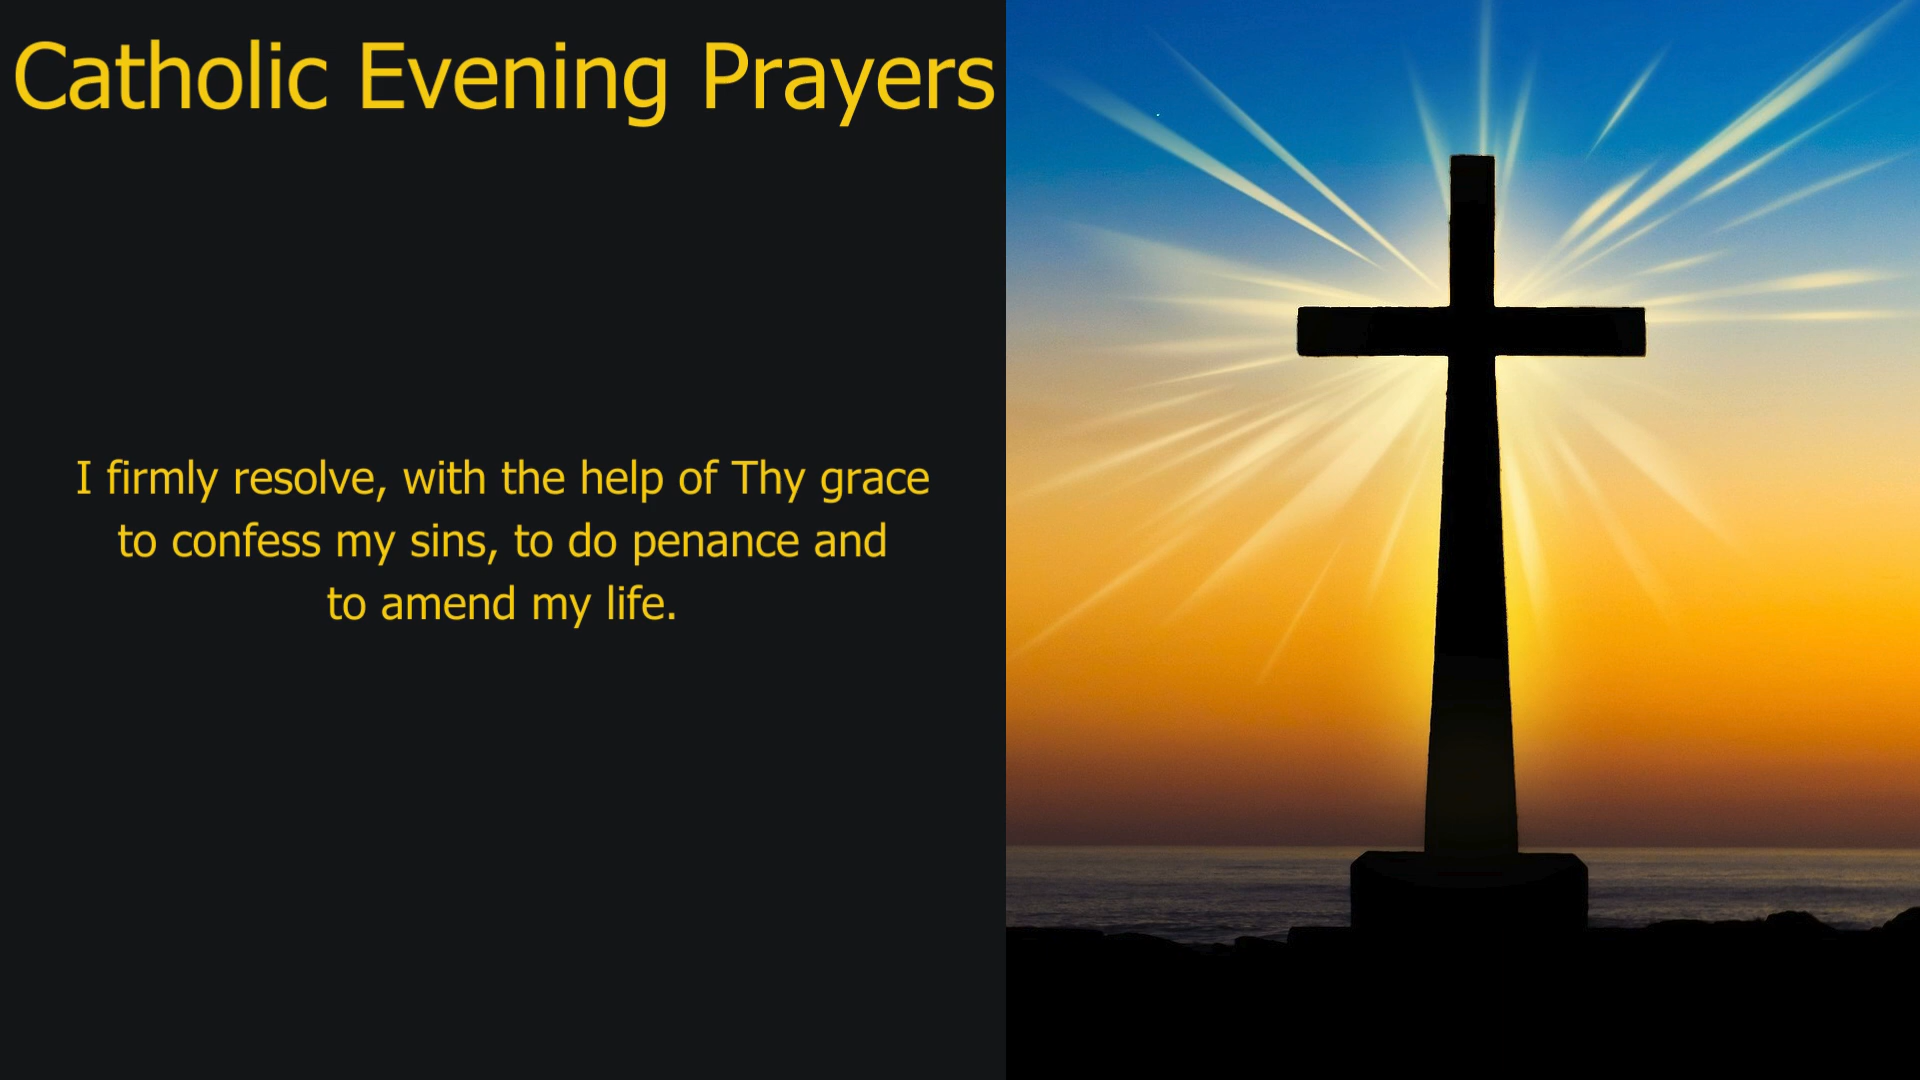 Catholic Evening Prayers
I firmly resolve, with the help of Thy grace
to confess my sins, to do penance and
to amend my life.